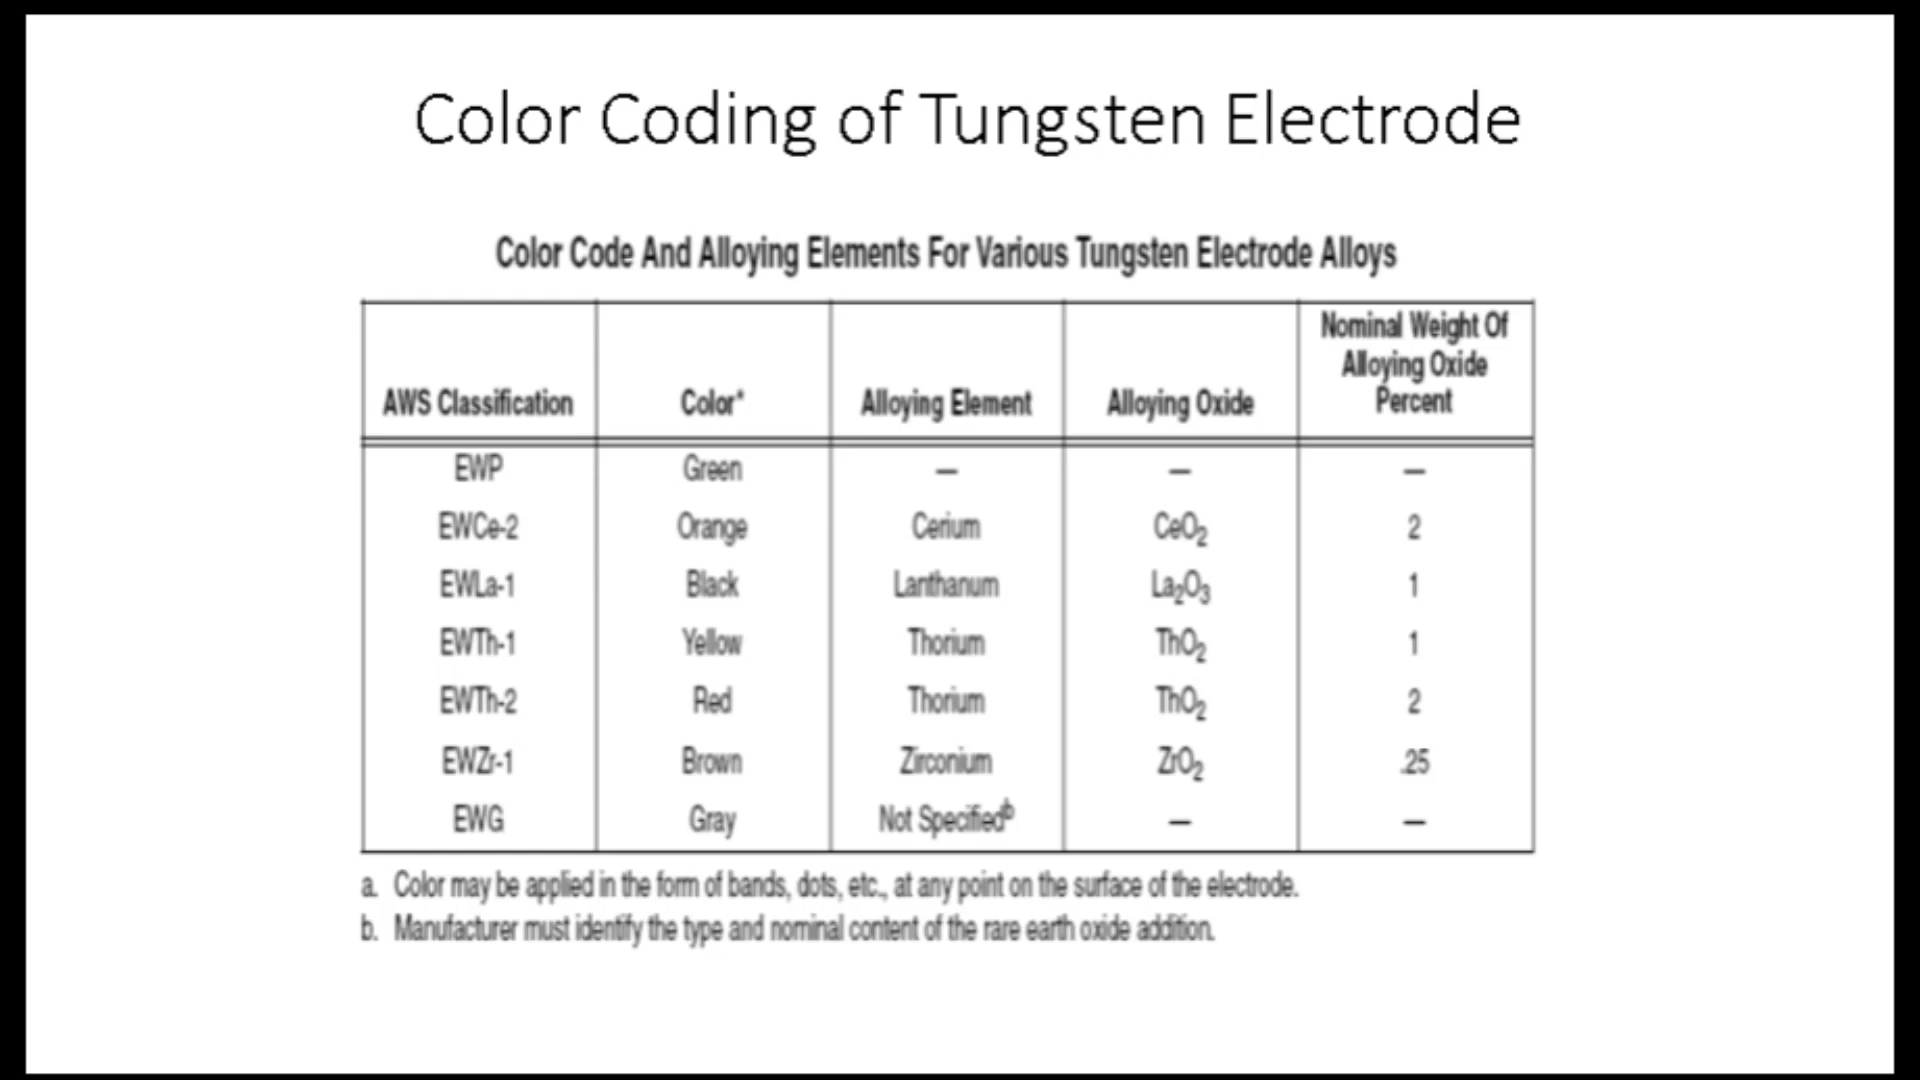 Color Coding of Tungsten Electrode
Color Code And Alloying Elements For Various Tungsten Electrode Alloys
AWS Classification Color* Alloying Element Alloying Oxide Nominal Weight Of Alloying Oxide Percent
EWP Green — — —
EWCe-2 Orange Cerium CeO₂ 2
EWLa-1 Black Lanthanum La₂O₃ 1
EWTh-1 Yellow Thorium ThO₂ 1
EWTh-2 Red Thorium ThO₂ 2
EWZr-1 Brown Zirconium ZrO₂ .25
EWG Gray Not Specifiedᵇ — —
a. Color may be applied in the form of bands, dots, etc., at any point on the surface of the electrode.
b. Manufacturer must identify the type and nominal content of the rare earth oxide addition.